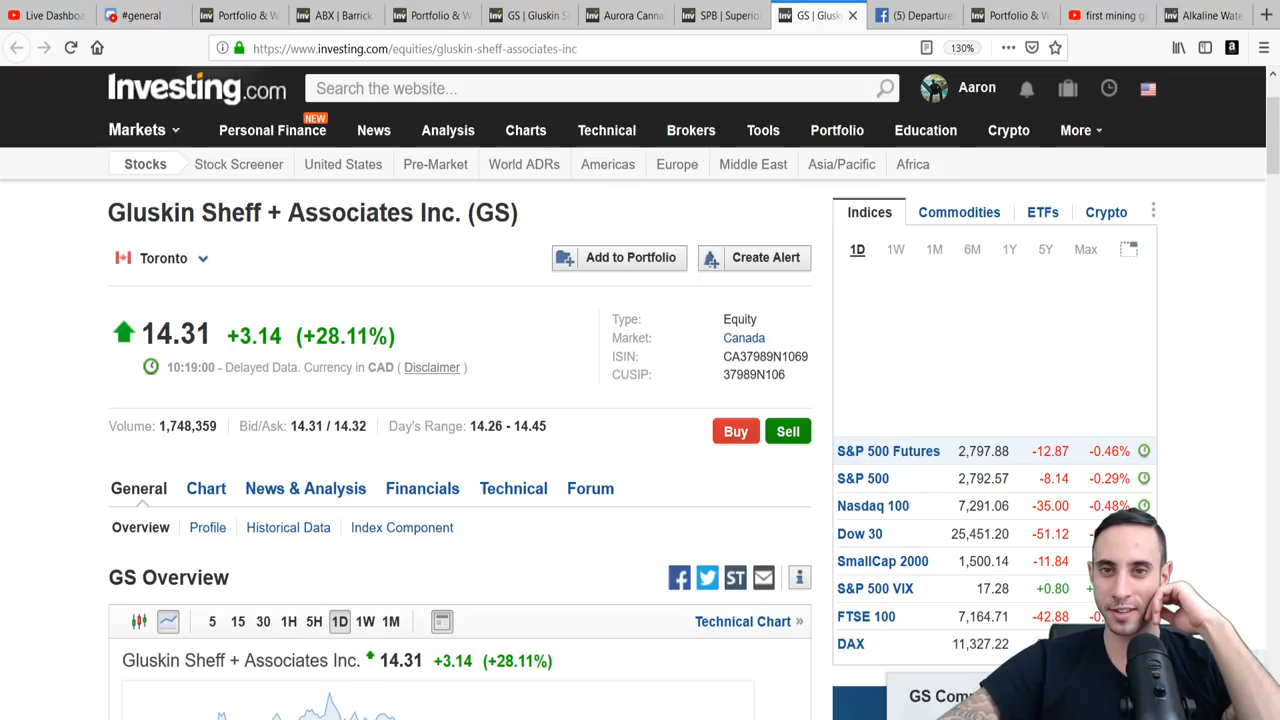 Live Dashboa
#general
Portfolio & W
ABX | Barrick
Portfolio & W
GS | Gluskin S
Aurora Canna
SPB | Superio
GS | Glusk
(5) Departure
Portfolio & W
first mining g
Alkaline Wate
https://www.investing.com/equities/gluskin-sheff-associates-inc
130%
Investing.com
Search the website...
Aaron
NEW
Markets Personal Finance News Analysis Charts Technical Brokers Tools Portfolio Education Crypto More
Stocks Stock Screener United States Pre-Market World ADRs Americas Europe Middle East Asia/Pacific Africa
Gluskin Sheff + Associates Inc. (GS)
Toronto
Add to Portfolio
Create Alert
14.31 +3.14 (+28.11%)
10:19:00 - Delayed Data. Currency in CAD ( Disclaimer )
Type: Equity
Market: Canada
ISIN: CA37989N1069
CUSIP: 37989N106
Volume: 1,748,359 Bid/Ask: 14.31 / 14.32 Day's Range: 14.26 - 14.45
Buy
Sell
General Chart News & Analysis Financials Technical Forum
Overview Profile Historical Data Index Component
GS Overview
ST
5 15 30 1H 5H 1D 1W 1M
Technical Chart »
Gluskin Sheff + Associates Inc. 14.31 +3.14 (+28.11%)
Indices Commodities ETFs Crypto
1D 1W 1M 6M 1Y 5Y Max
S&P 500 Futures 2,797.88 -12.87 -0.46%
S&P 500 2,792.57 -8.14 -0.29%
Nasdaq 100 7,291.06 -35.00 -0.48%
Dow 30 25,451.20 -51.12
SmallCap 2000 1,500.14 -11.84
S&P 500 VIX 17.28 +0.80
FTSE 100 7,164.71 -42.88
DAX 11,327.22
GS Com